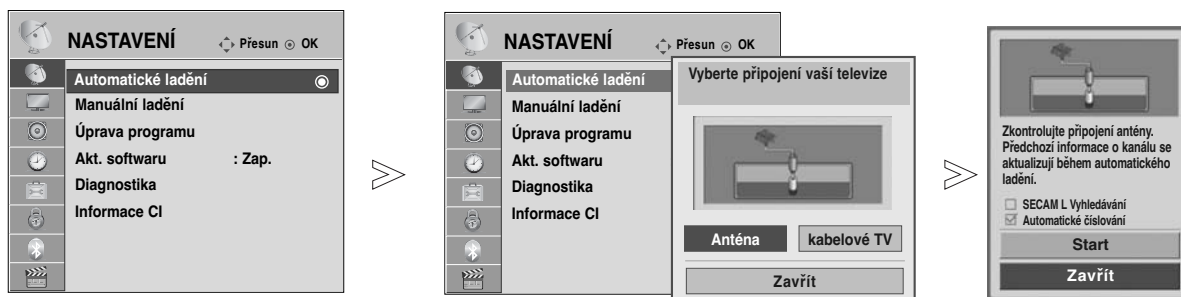 NASTAVENÍ Přesun OK
Automatické ladění
Manuální ladění
Úprava programu
Akt. softwaru : Zap.
Diagnostika
Informace CI
NASTAVENÍ Přesun OK
Automatické ladění
Manuální ladění
Úprava programu
Akt. softwaru
Diagnostika
Informace CI
Vyberte připojení vaší televize
Anténa kabelové TV
Zavřít
Zkontrolujte připojení antény.
Předchozí informace o kanálu se
aktualizují během automatického
ladění.
SECAM L Vyhledávání
Automatické číslování
Start
Zavřít